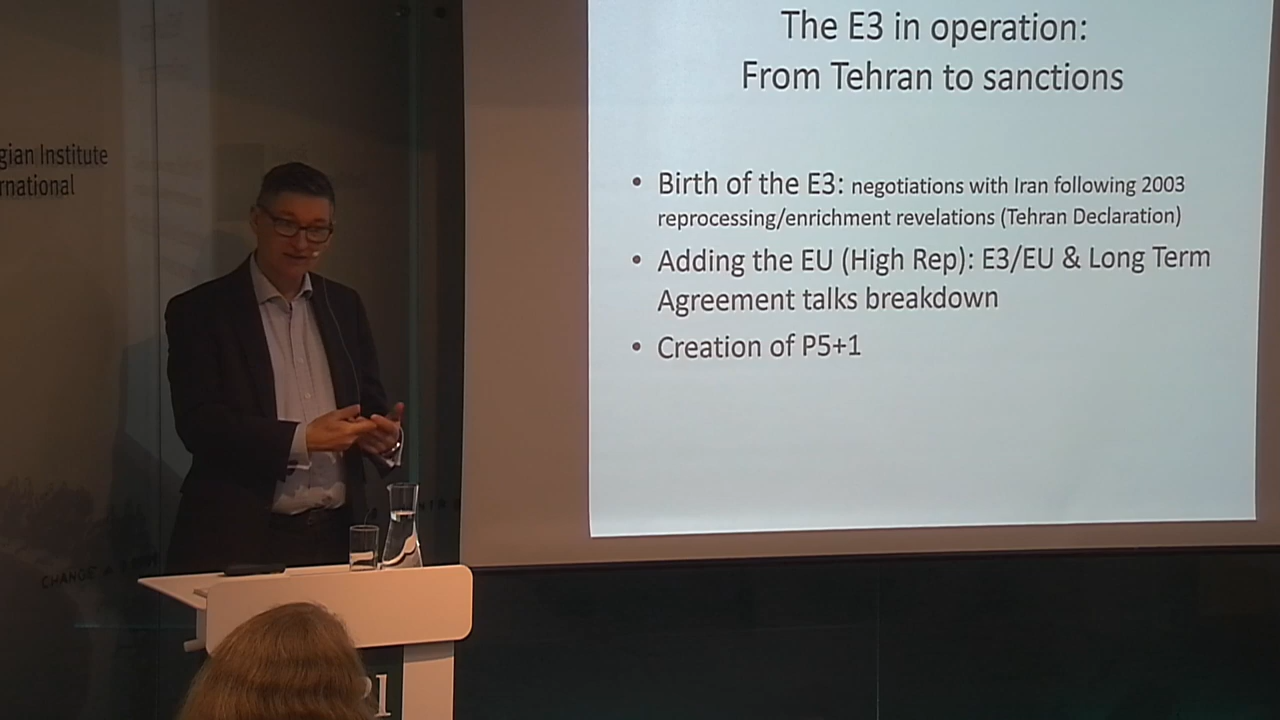 gian Institute
rnational
The E3 in operation:
From Tehran to sanctions
• Birth of the E3: negotiations with Iran following 2003
reprocessing/enrichment revelations (Tehran Declaration)
• Adding the EU (High Rep): E3/EU & Long Term
Agreement talks breakdown
• Creation of P5+1
CHANGE